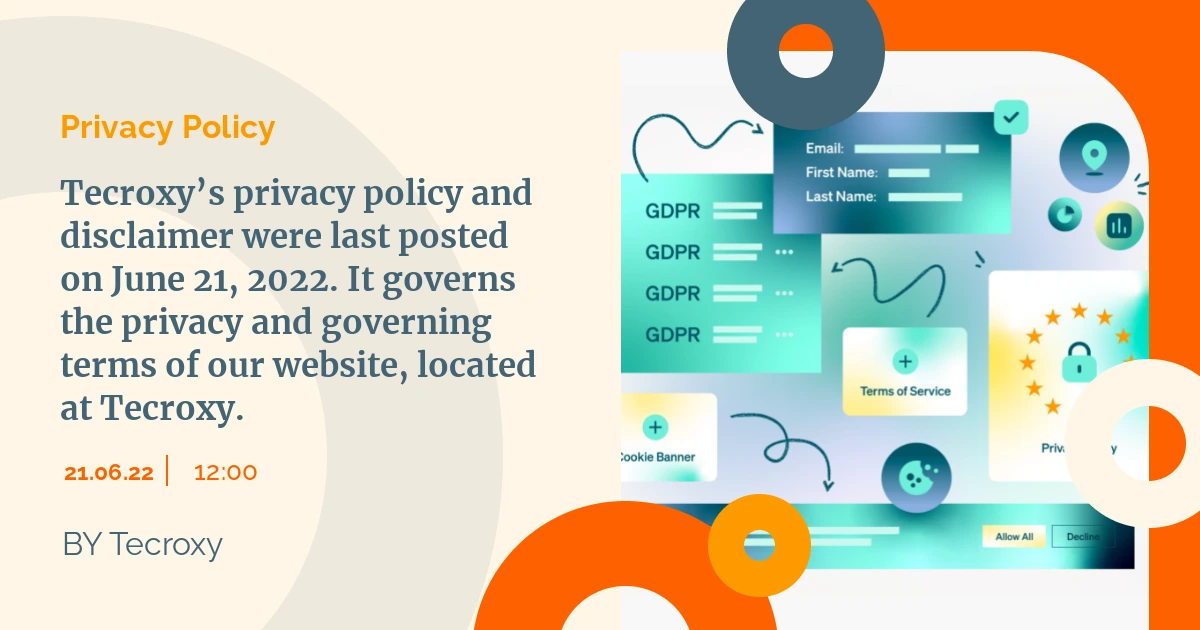 Privacy Policy
Tecroxy’s privacy policy and
disclaimer were last posted
on June 21, 2022. It governs
the privacy and governing
terms of our website, located
at Tecroxy.
21.06.22
12:00
BY Tecroxy
Email:
First Name:
Last Name:
GDPR
GDPR
GDPR
GDPR
Terms of Service
Cookie Banner
Allow All
Decline